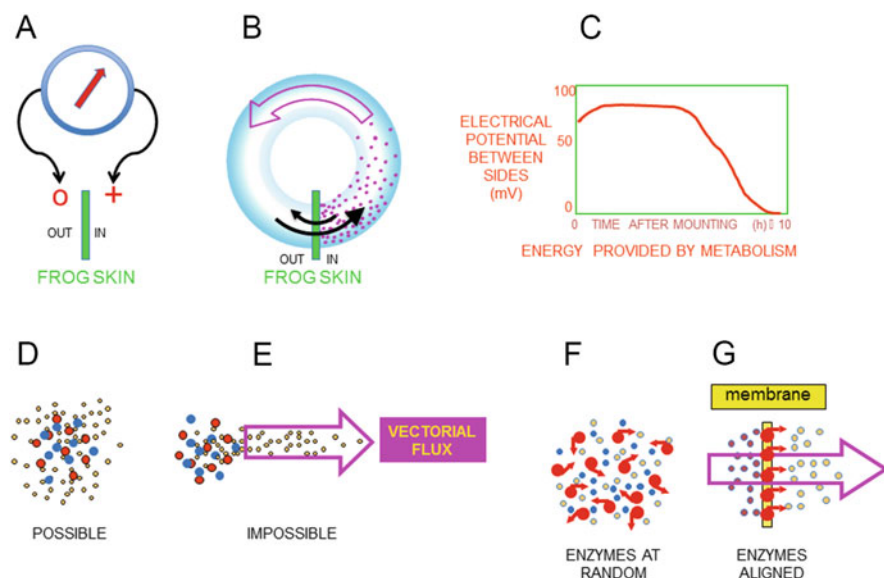 A
B
C
O
+
OUT
IN
FROG SKIN
OUT
IN
FROG SKIN
100
ELECTRICAL
POTENTIAL
50
BETWEEN
SIDES
(mV)
0
0 TIME AFTER MOUNTING (h)▯ 10
ENERGY PROVIDED BY METABOLISM
D
E
F
G
membrane
VECTORIAL
FLUX
POSSIBLE
IMPOSSIBLE
ENZYMES AT
RANDOM
ENZYMES
ALIGNED